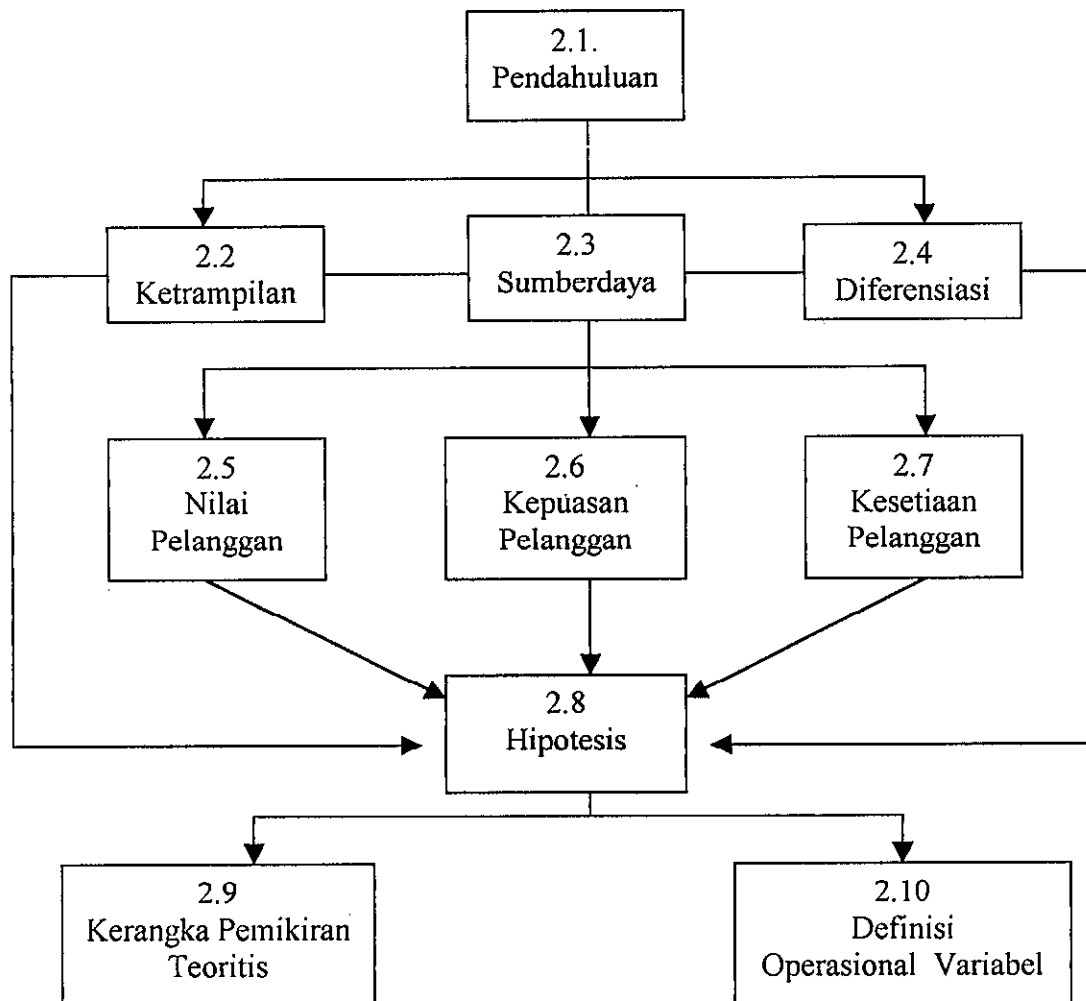 2.1.
Pendahuluan
2.2
Ketrampilan
2.3
Sumberdaya
2.4
Diferensiasi
2.5
Nilai
Pelanggan
2.6
Kepuasan
Pelanggan
2.7
Kesetiaan
Pelanggan
2.8
Hipotesis
2.9
Kerangka Pemikiran
Teoritis
2.10
Definisi
Operasional Variabel